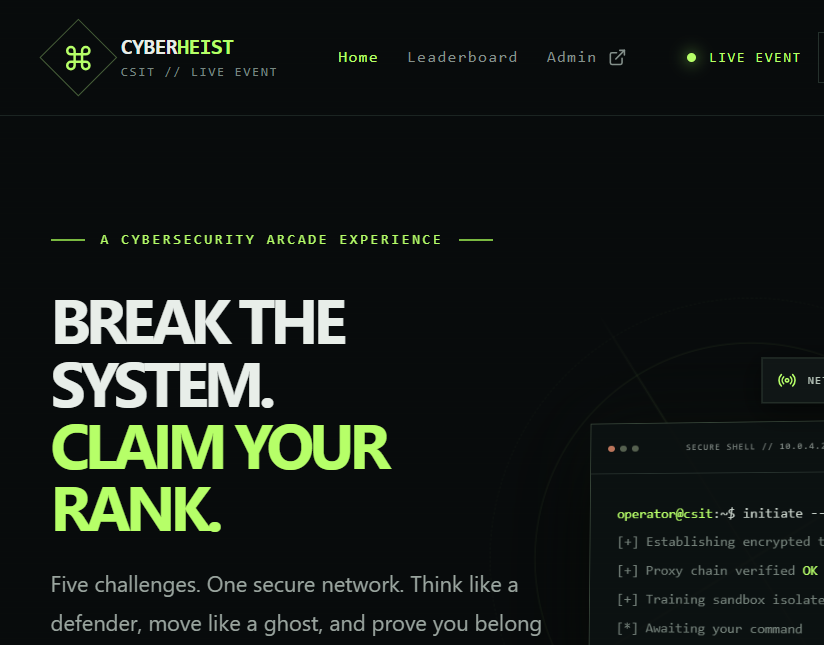 CYBERHEIST
CSIT // LIVE EVENT
Home
Leaderboard
Admin
LIVE EVENT
A CYBERSECURITY ARCADE EXPERIENCE
BREAK THE
SYSTEM.
CLAIM YOUR
RANK.
Five challenges. One secure network. Think like a
defender, move like a ghost, and prove you belong
SECURE SHELL // 10.0.4.2
operator@csit:~$ initiate --
[+] Establishing encrypted
[+] Proxy chain verified OK
[+] Training sandbox
[*] Awaiting your command